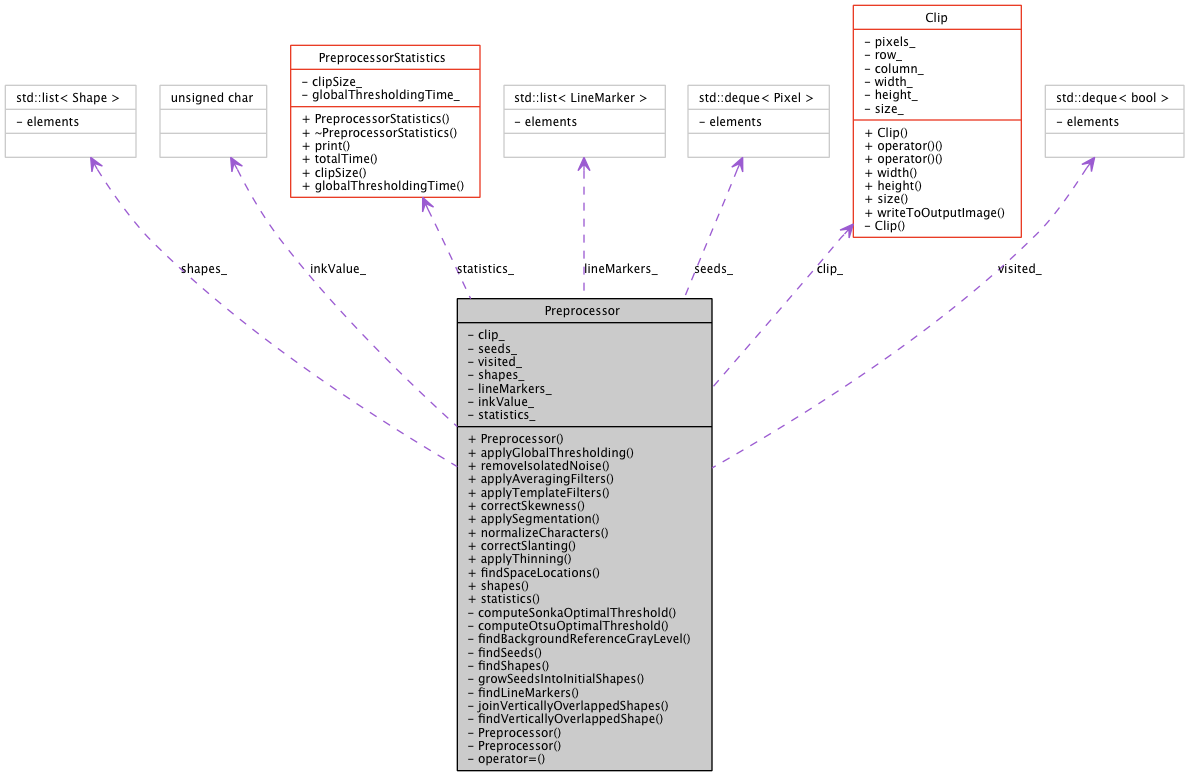 std::list< Shape >
- elements
unsigned char
PreprocessorStatistics
- clipSize_
- globalThresholdingTime_
+ PreprocessorStatistics()
+ ~PreprocessorStatistics()
+ print()
+ totalTime()
+ clipSize()
+ globalThresholdingTime()
std::list< LineMarker >
- elements
std::deque< Pixel >
- elements
Clip
- pixels_
- row_
- column_
- width_
- height_
- size_
+ Clip()
+ operator()()
+ operator()()
+ width()
+ height()
+ size()
+ writeToOutputImage()
- Clip()
std::deque< bool >
- elements
shapes_
inkValue_
statistics_
lineMarkers_
seeds_
clip_
visited_
Preprocessor
- clip_
- seeds_
- visited_
- shapes_
- lineMarkers_
- inkValue_
- statistics_
+ Preprocessor()
+ applyGlobalThresholding()
+ removeIsolatedNoise()
+ applyAveragingFilters()
+ applyTemplateFilters()
+ correctSkewness()
+ applySegmentation()
+ normalizeCharacters()
+ correctSlanting()
+ applyThinning()
+ findSpaceLocations()
+ shapes()
+ statistics()
- computeSonkaOptimalThreshold()
- computeOtsuOptimalThreshold()
- findBackgroundReferenceGrayLevel()
- findSeeds()
- findShapes()
- growSeedsIntoInitialShapes()
- findLineMarkers()
- joinVerticallyOverlappedShapes()
- findVerticallyOverlappedShape()
- Preprocessor()
- Preprocessor()
- operator=()